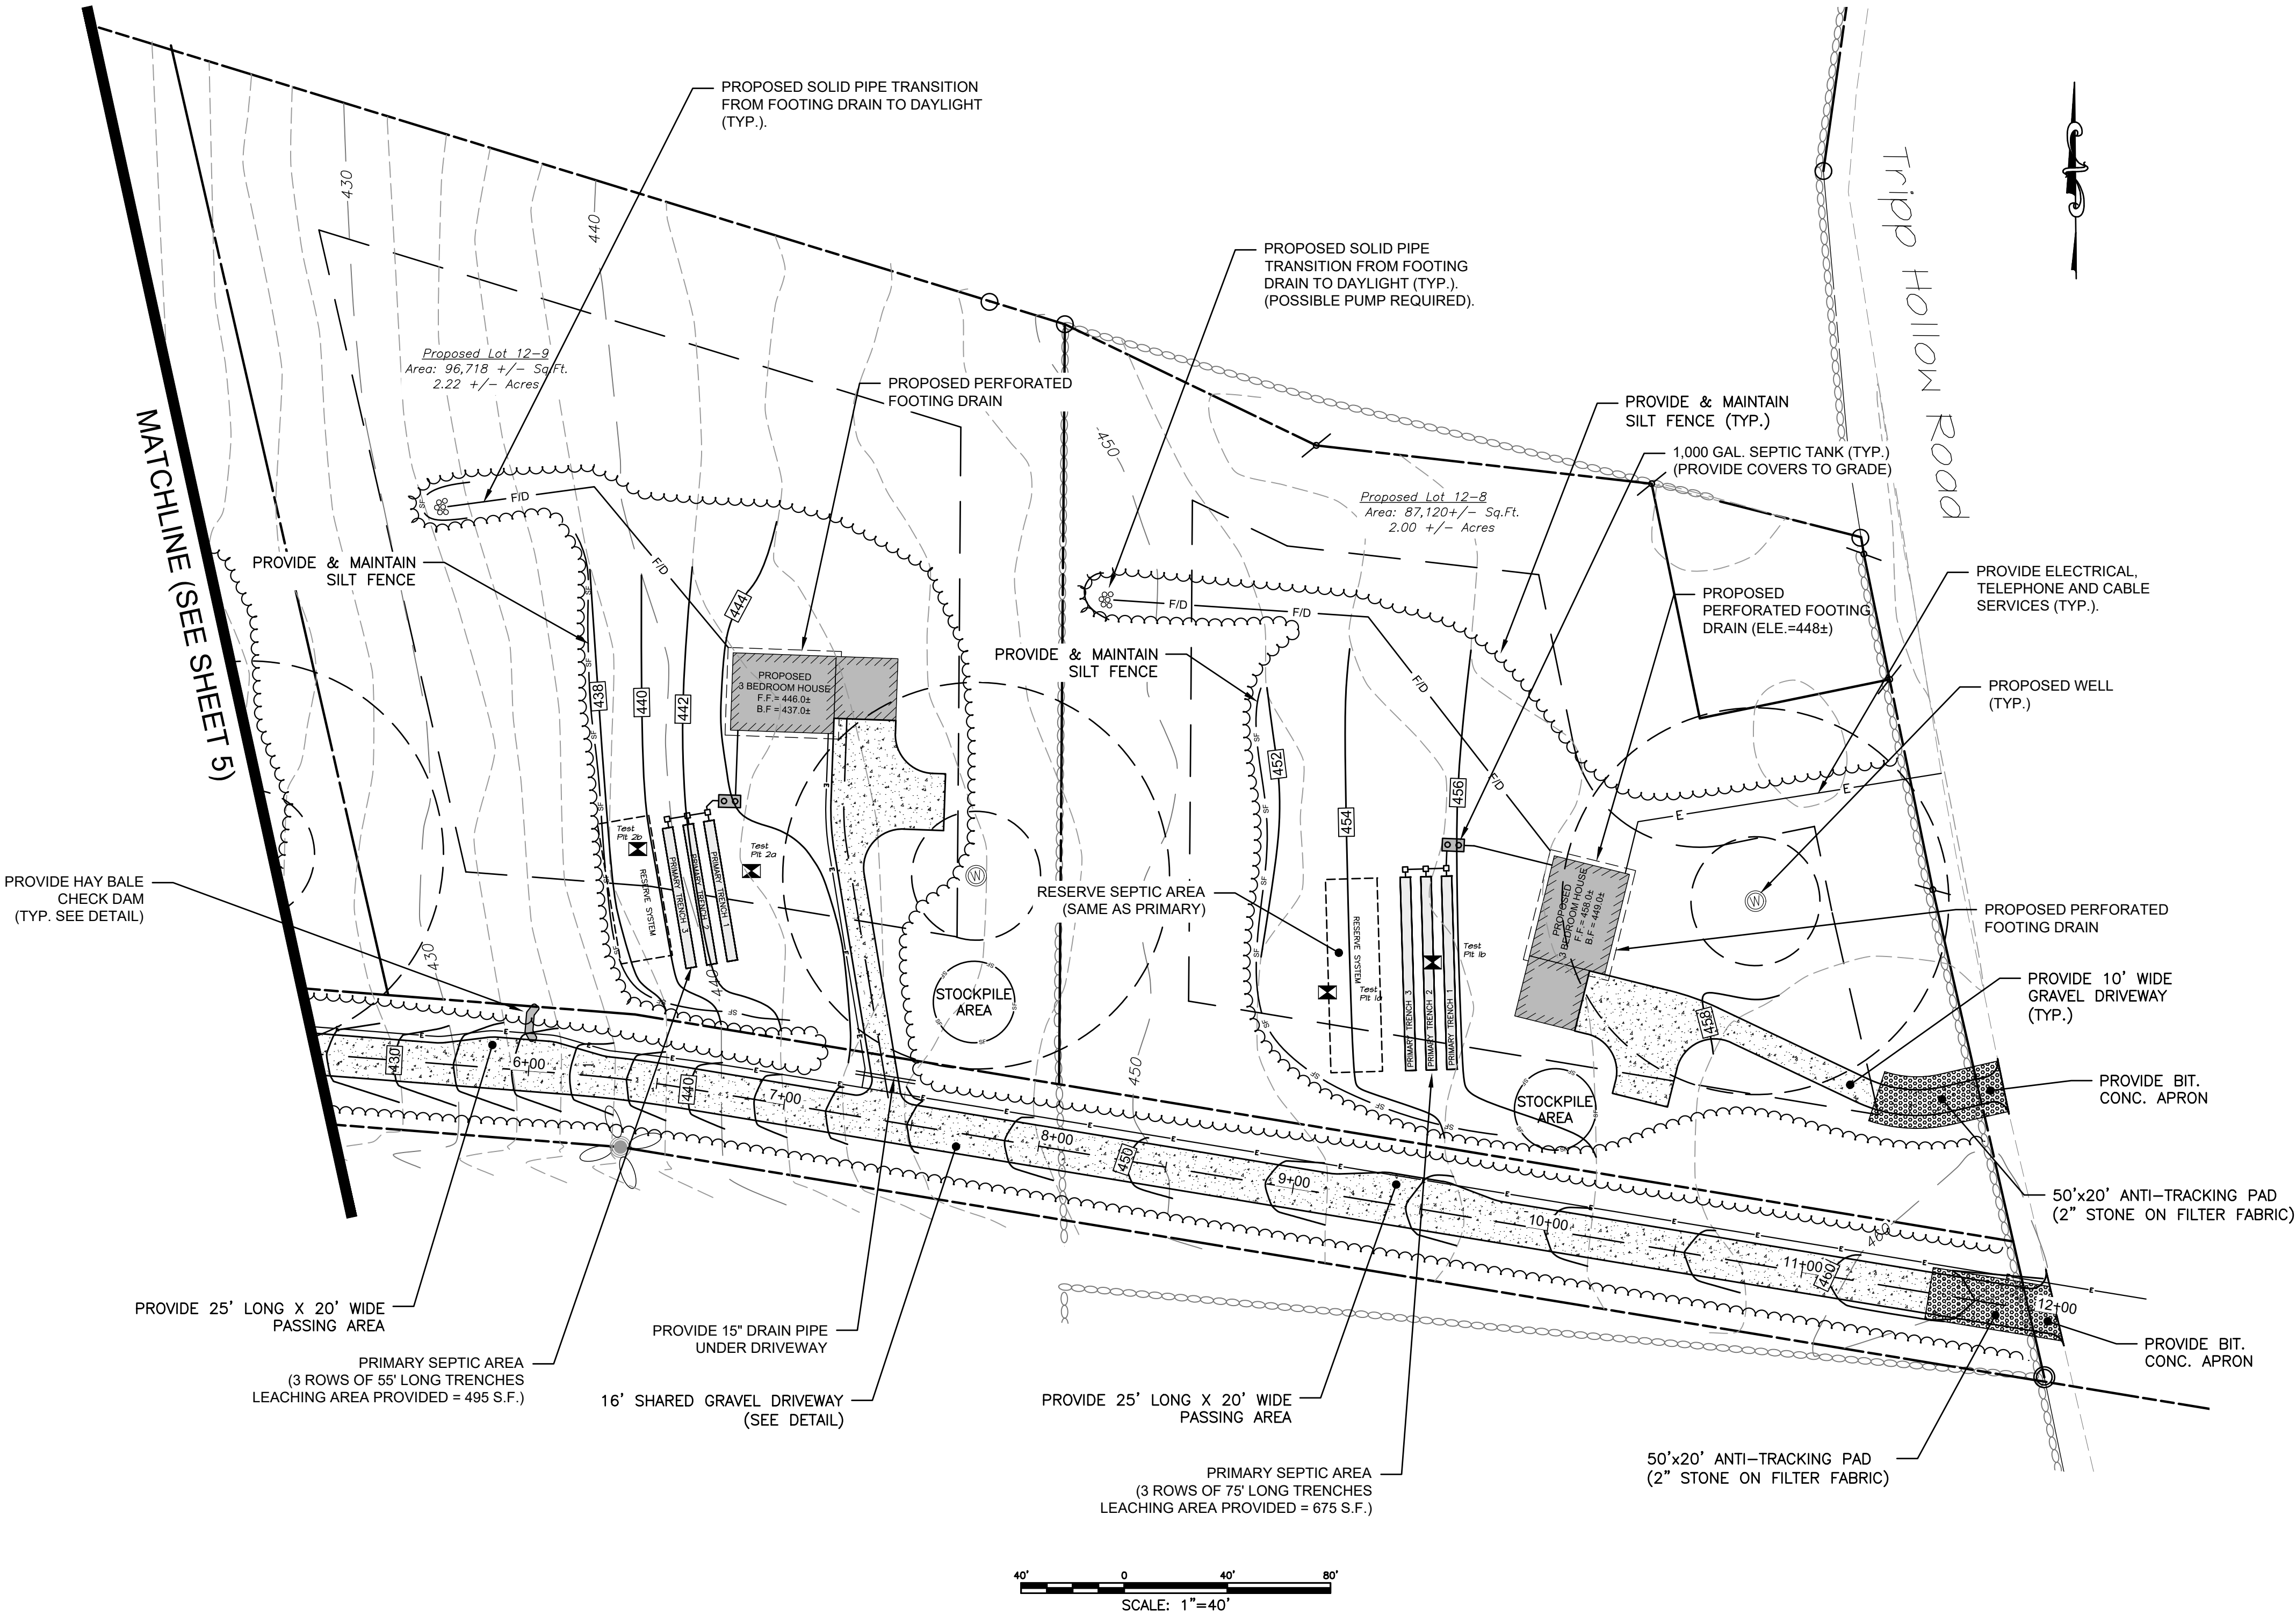 PROPOSED SOLID PIPE TRANSITION
FROM FOOTING DRAIN TO DAYLIGHT
(TYP.).
430
440
Tripp Hollow Road
PROPOSED SOLID PIPE
TRANSITION FROM FOOTING
DRAIN TO DAYLIGHT (TYP.).
(POSSIBLE PUMP REQUIRED).
Proposed Lot 12-9
Area: 96,718 +/- Sq.Ft.
2.22 +/- Acres
PROPOSED PERFORATED
FOOTING DRAIN
450
PROVIDE & MAINTAIN
SILT FENCE (TYP.)
1,000 GAL. SEPTIC TANK (TYP.)
(PROVIDE COVERS TO GRADE)
MATCHLINE (SEE SHEET 5)
Proposed Lot 12-8
Area: 87,120+/- Sq.Ft.
2.00 +/- Acres
SF
F/D
F/D
PROVIDE & MAINTAIN
SILT FENCE
444
F/D
F/D
F/D
F/D
PROPOSED
PERFORATED FOOTING
DRAIN (ELE.=448±)
PROVIDE ELECTRICAL,
TELEPHONE AND CABLE
SERVICES (TYP.).
PROVIDE & MAINTAIN
SILT FENCE
438
440
442
PROPOSED
3 BEDROOM HOUSE
F.F.= 446.0±
B.F = 437.0±
PROPOSED WELL
(TYP.)
452
454
456
E
E
Test
Pit 2b
Test
Pit 2a
RESERVE SYSTEM
PRIMARY TRENCH 3
PRIMARY TRENCH 2
PRIMARY TRENCH 1
W
PROVIDE HAY BALE
CHECK DAM
(TYP. SEE DETAIL)
RESERVE SEPTIC AREA
(SAME AS PRIMARY)
PROPOSED
3 BEDROOM HOUSE
F.F.= 458.0±
B.F = 449.0±
W
PROPOSED PERFORATED
FOOTING DRAIN
430
440
STOCKPILE
AREA
RESERVE SYSTEM
Test
Pit 1a
Test
Pit 1b
PRIMARY TRENCH 3
PRIMARY TRENCH 2
PRIMARY TRENCH 1
PROVIDE 10' WIDE
GRAVEL DRIVEWAY
(TYP.)
458
430
6+00
440
7+00
450
STOCKPILE
AREA
PROVIDE BIT.
CONC. APRON
8+00
450
9+00
10+00
460
11+00
460
12+00
50'x20' ANTI-TRACKING PAD
(2" STONE ON FILTER FABRIC)
PROVIDE 25' LONG X 20' WIDE
PASSING AREA
PROVIDE 15" DRAIN PIPE
UNDER DRIVEWAY
PROVIDE BIT.
CONC. APRON
PRIMARY SEPTIC AREA
(3 ROWS OF 55' LONG TRENCHES
LEACHING AREA PROVIDED = 495 S.F.)
16' SHARED GRAVEL DRIVEWAY
(SEE DETAIL)
PROVIDE 25' LONG X 20' WIDE
PASSING AREA
50'x20' ANTI-TRACKING PAD
(2" STONE ON FILTER FABRIC)
PRIMARY SEPTIC AREA
(3 ROWS OF 75' LONG TRENCHES
LEACHING AREA PROVIDED = 675 S.F.)
40' 0 40' 80'
SCALE: 1"=40'